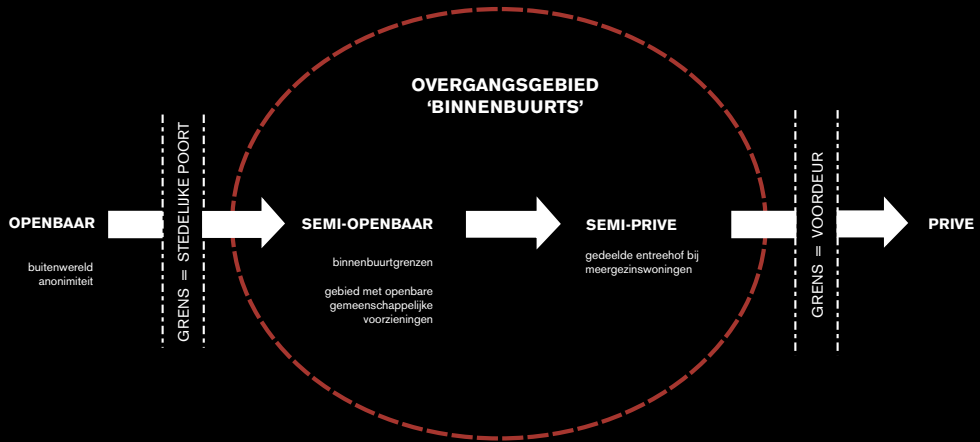 OVERGANGSGEBIED
‘BINNENBUURTS’
OPENBAAR
buitenwereld
anonimiteit
GRENS = STEDELIJKE POORT
SEMI-OPENBAAR
binnenbuurtgrenzen
gebied met openbare
gemeenschappelijke
voorzieningen
SEMI-PRIVE
gedeelde entreehof bij
meergezinswoningen
GRENS = VOORDEUR
PRIVE